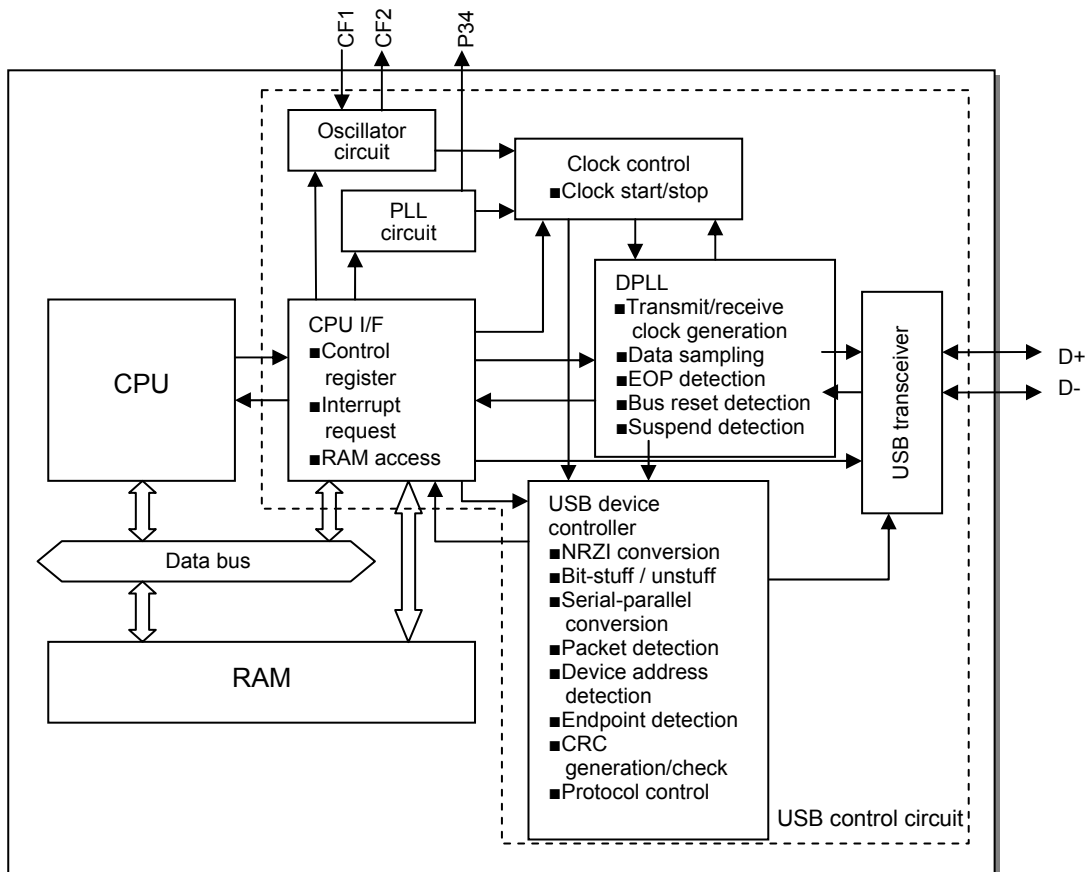 CF1
CF2
P34
Oscillator
circuit
Clock control
■Clock start/stop
PLL
circuit
CPU
CPU I/F
■Control
register
■Interrupt
request
■RAM access
DPLL
■Transmit/receive
clock generation
■Data sampling
■EOP detection
■Bus reset detection
■Suspend detection
USB transceiver
D+
D-
Data bus
RAM
USB device
controller
■NRZI conversion
■Bit-stuff / unstuff
■Serial-parallel
conversion
■Packet detection
■Device address
detection
■Endpoint detection
■CRC
generation/check
■Protocol control
USB control circuit